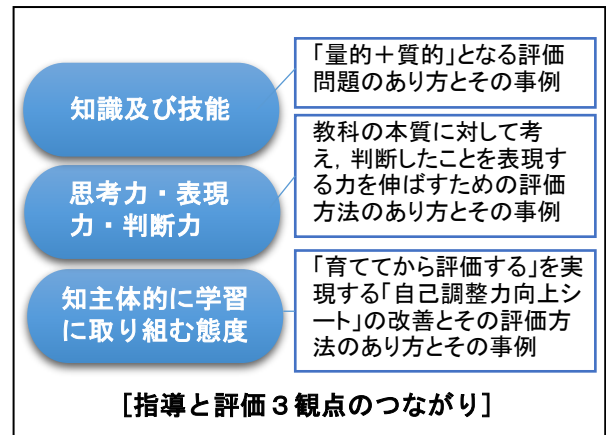 知識及び技能
「量的＋質的」となる評価
問題のあり方とその事例
思考力・表現
力・判断力
教科の本質に対して考
え，判断したことを表現す
る力を伸ばすための評価
方法のあり方とその事例
知主体的に学習
に取り組む態度
「育ててから評価する」を実
現する「自己調整力向上シ
ート」の改善とその評価方
法のあり方とその事例
［指導と評価３観点のつながり］